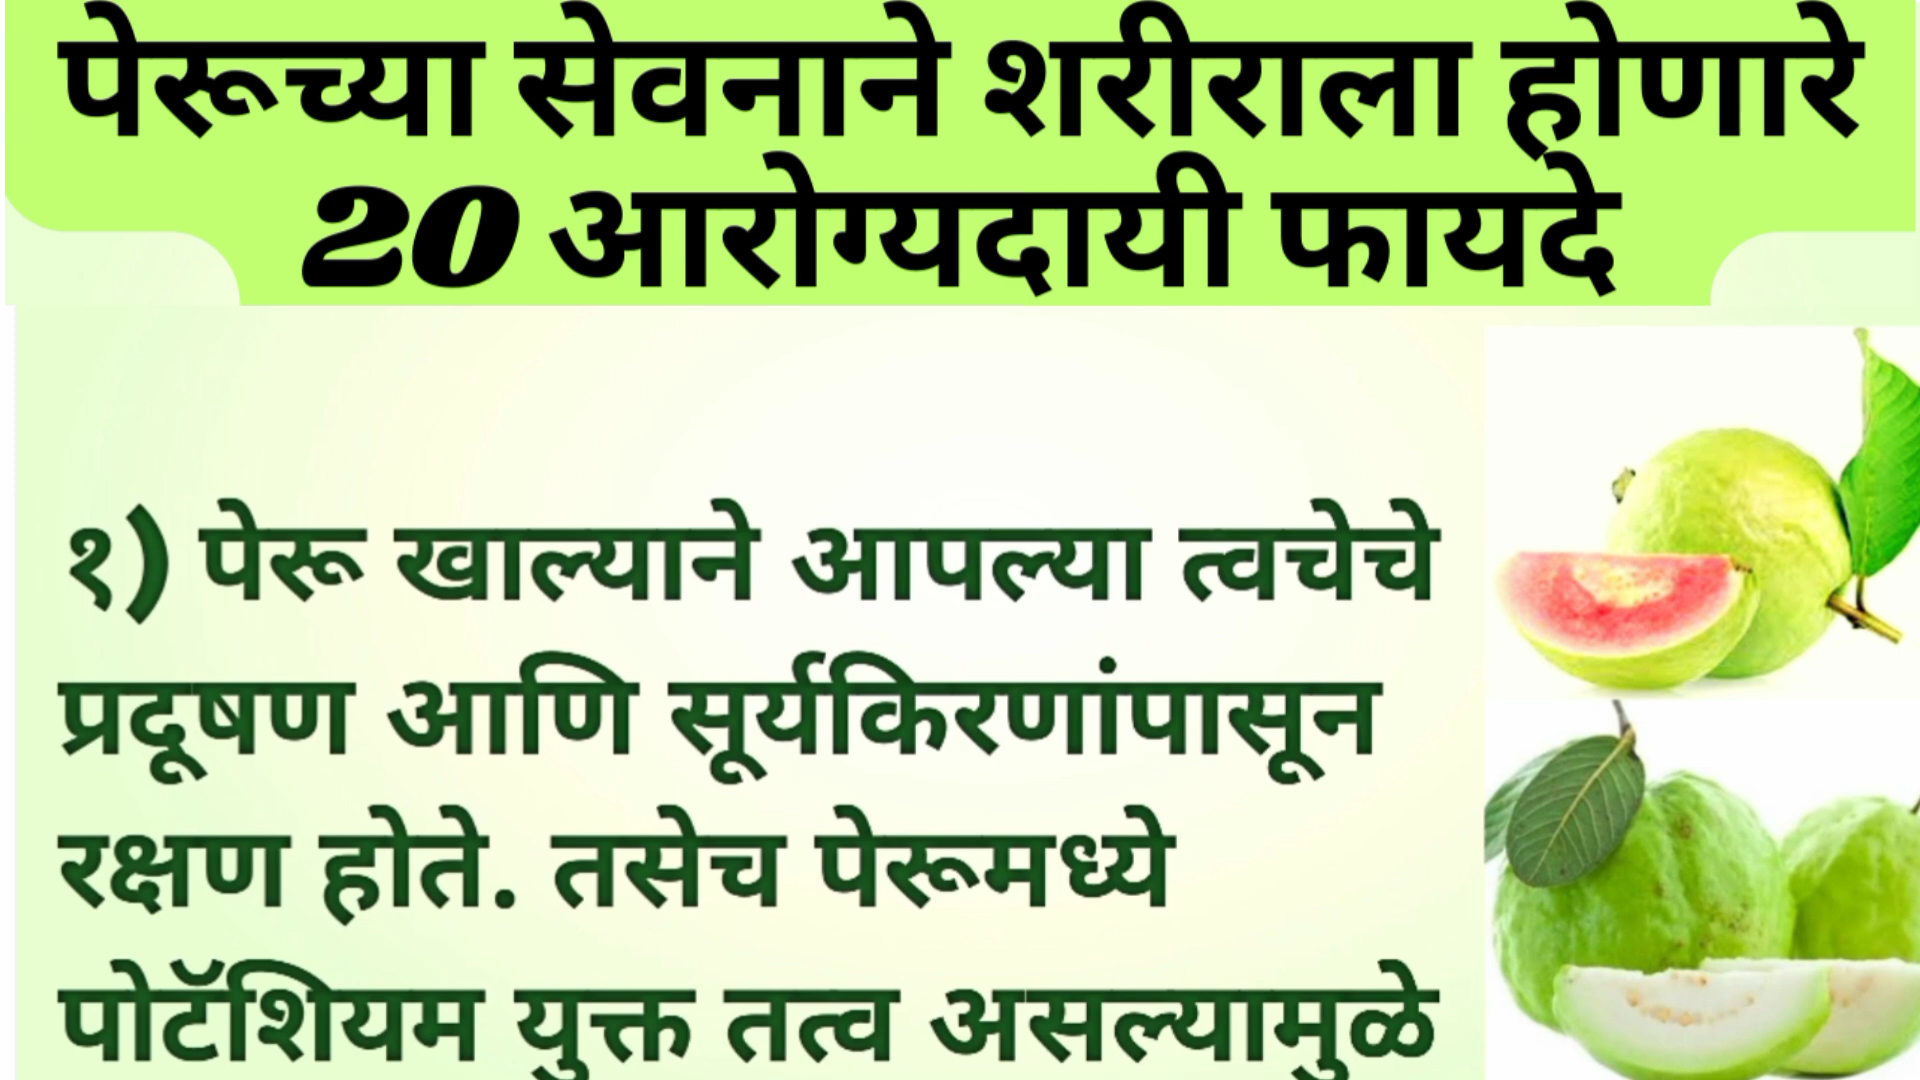 पेरूच्या सेवनाने शरीराला होणारे
20 आरोग्यदायी फायदे
१) पेरू खाल्याने आपल्या त्वचेचे
प्रदूषण आणि सूर्यकिरणांपासून
रक्षण होते. तसेच पेरूमध्ये
पोटॅशियम युक्त तत्व असल्यामुळे